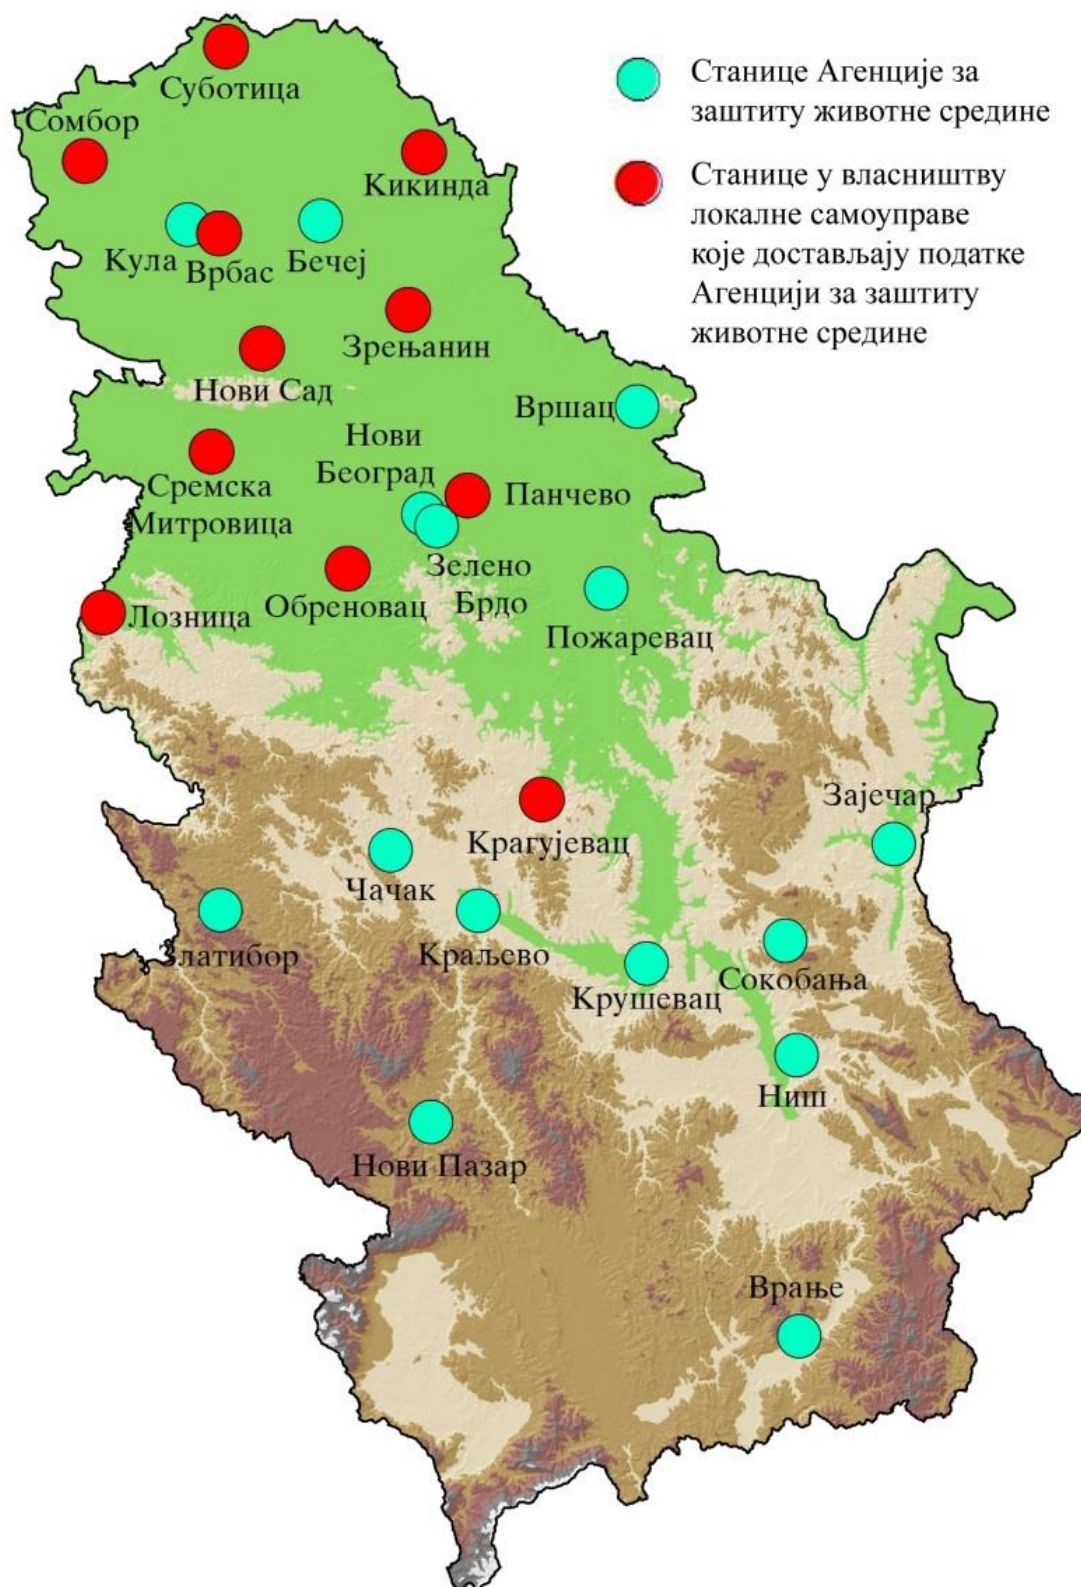 Станице Агенције за
заштиту животне средине
Станице у власништву
локалне самоуправе
које достављају податке
Агенцији за заштиту
животне средине
Суботица
Сомбор
Кикинда
Кула
Врбас
Бечеј
Зрењанин
Нови Сад
Вршац
Нови
Београд
Сремска
Митровица
Панчево
Зелено
Брдо
Обреновац
Лозница
Пожаревац
Зајечар
Крагујевац
Чачак
Златибор
Краљево
Сокобања
Крушевац
Ниш
Нови Пазар
Врање